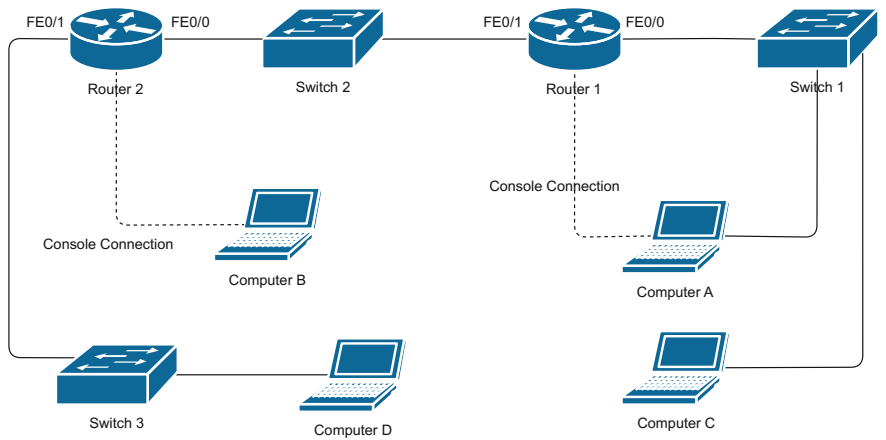 FE0/1
FE0/0
FE0/1
FE0/0
Router 2
Switch 2
Router 1
Switch 1
Console Connection
Console Connection
Computer B
Computer A
Switch 3
Computer D
Computer C